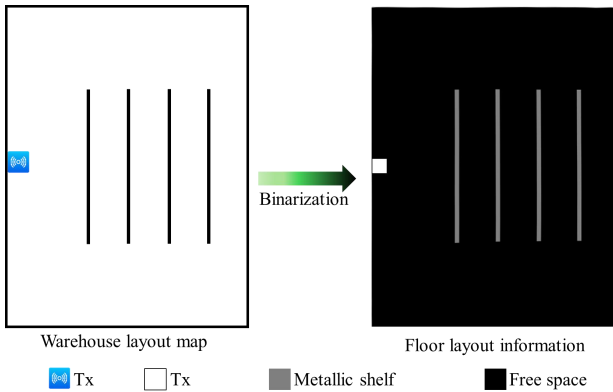 Binarization
Warehouse layout map
Floor layout information
Tx
Tx
Metallic shelf
Free space